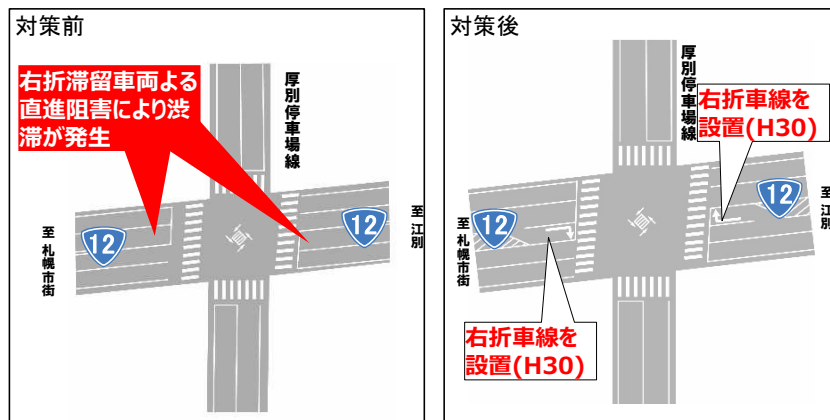 対策前
右折滞留車両よる
直進阻害により渋
滞が発生
厚別停車場線
12
12
至札幌市街
至江別
対策後
厚別停車場線
右折車線を
設置(H30)
12
12
至札幌市街
至江別
右折車線を
設置(H30)